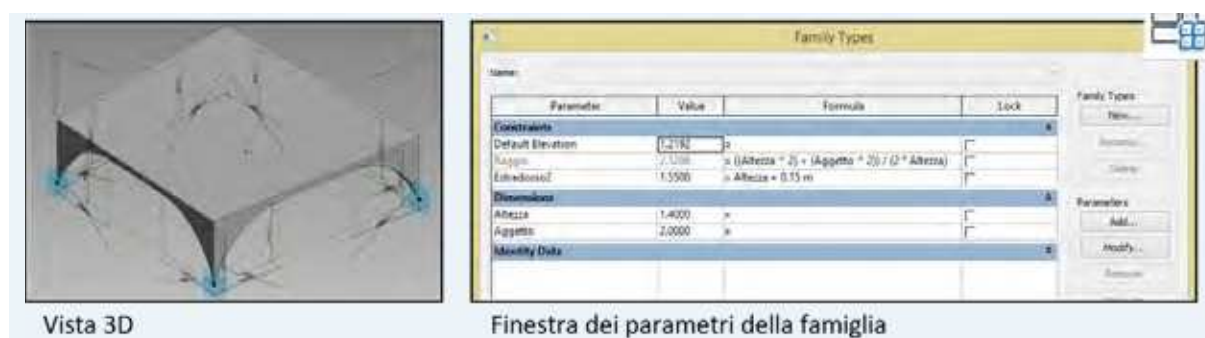 Family Types
Name:
Parameter Value Formula Lock
Family Types
New...
Constraints
Default Elevation 1.2192 =
Raggio = ((Altezza ^ 2) + (Aggetto ^ 2)) / (2 * Altezza)
Estradosso2 1.5500 = Altezza + 0.15 m
Dimensions
Parameters
Altezza 1.4000 =
Add...
Aggetto 2.0000 =
Modify...
Identity Data
Vista 3D
Finestra dei parametri della famiglia